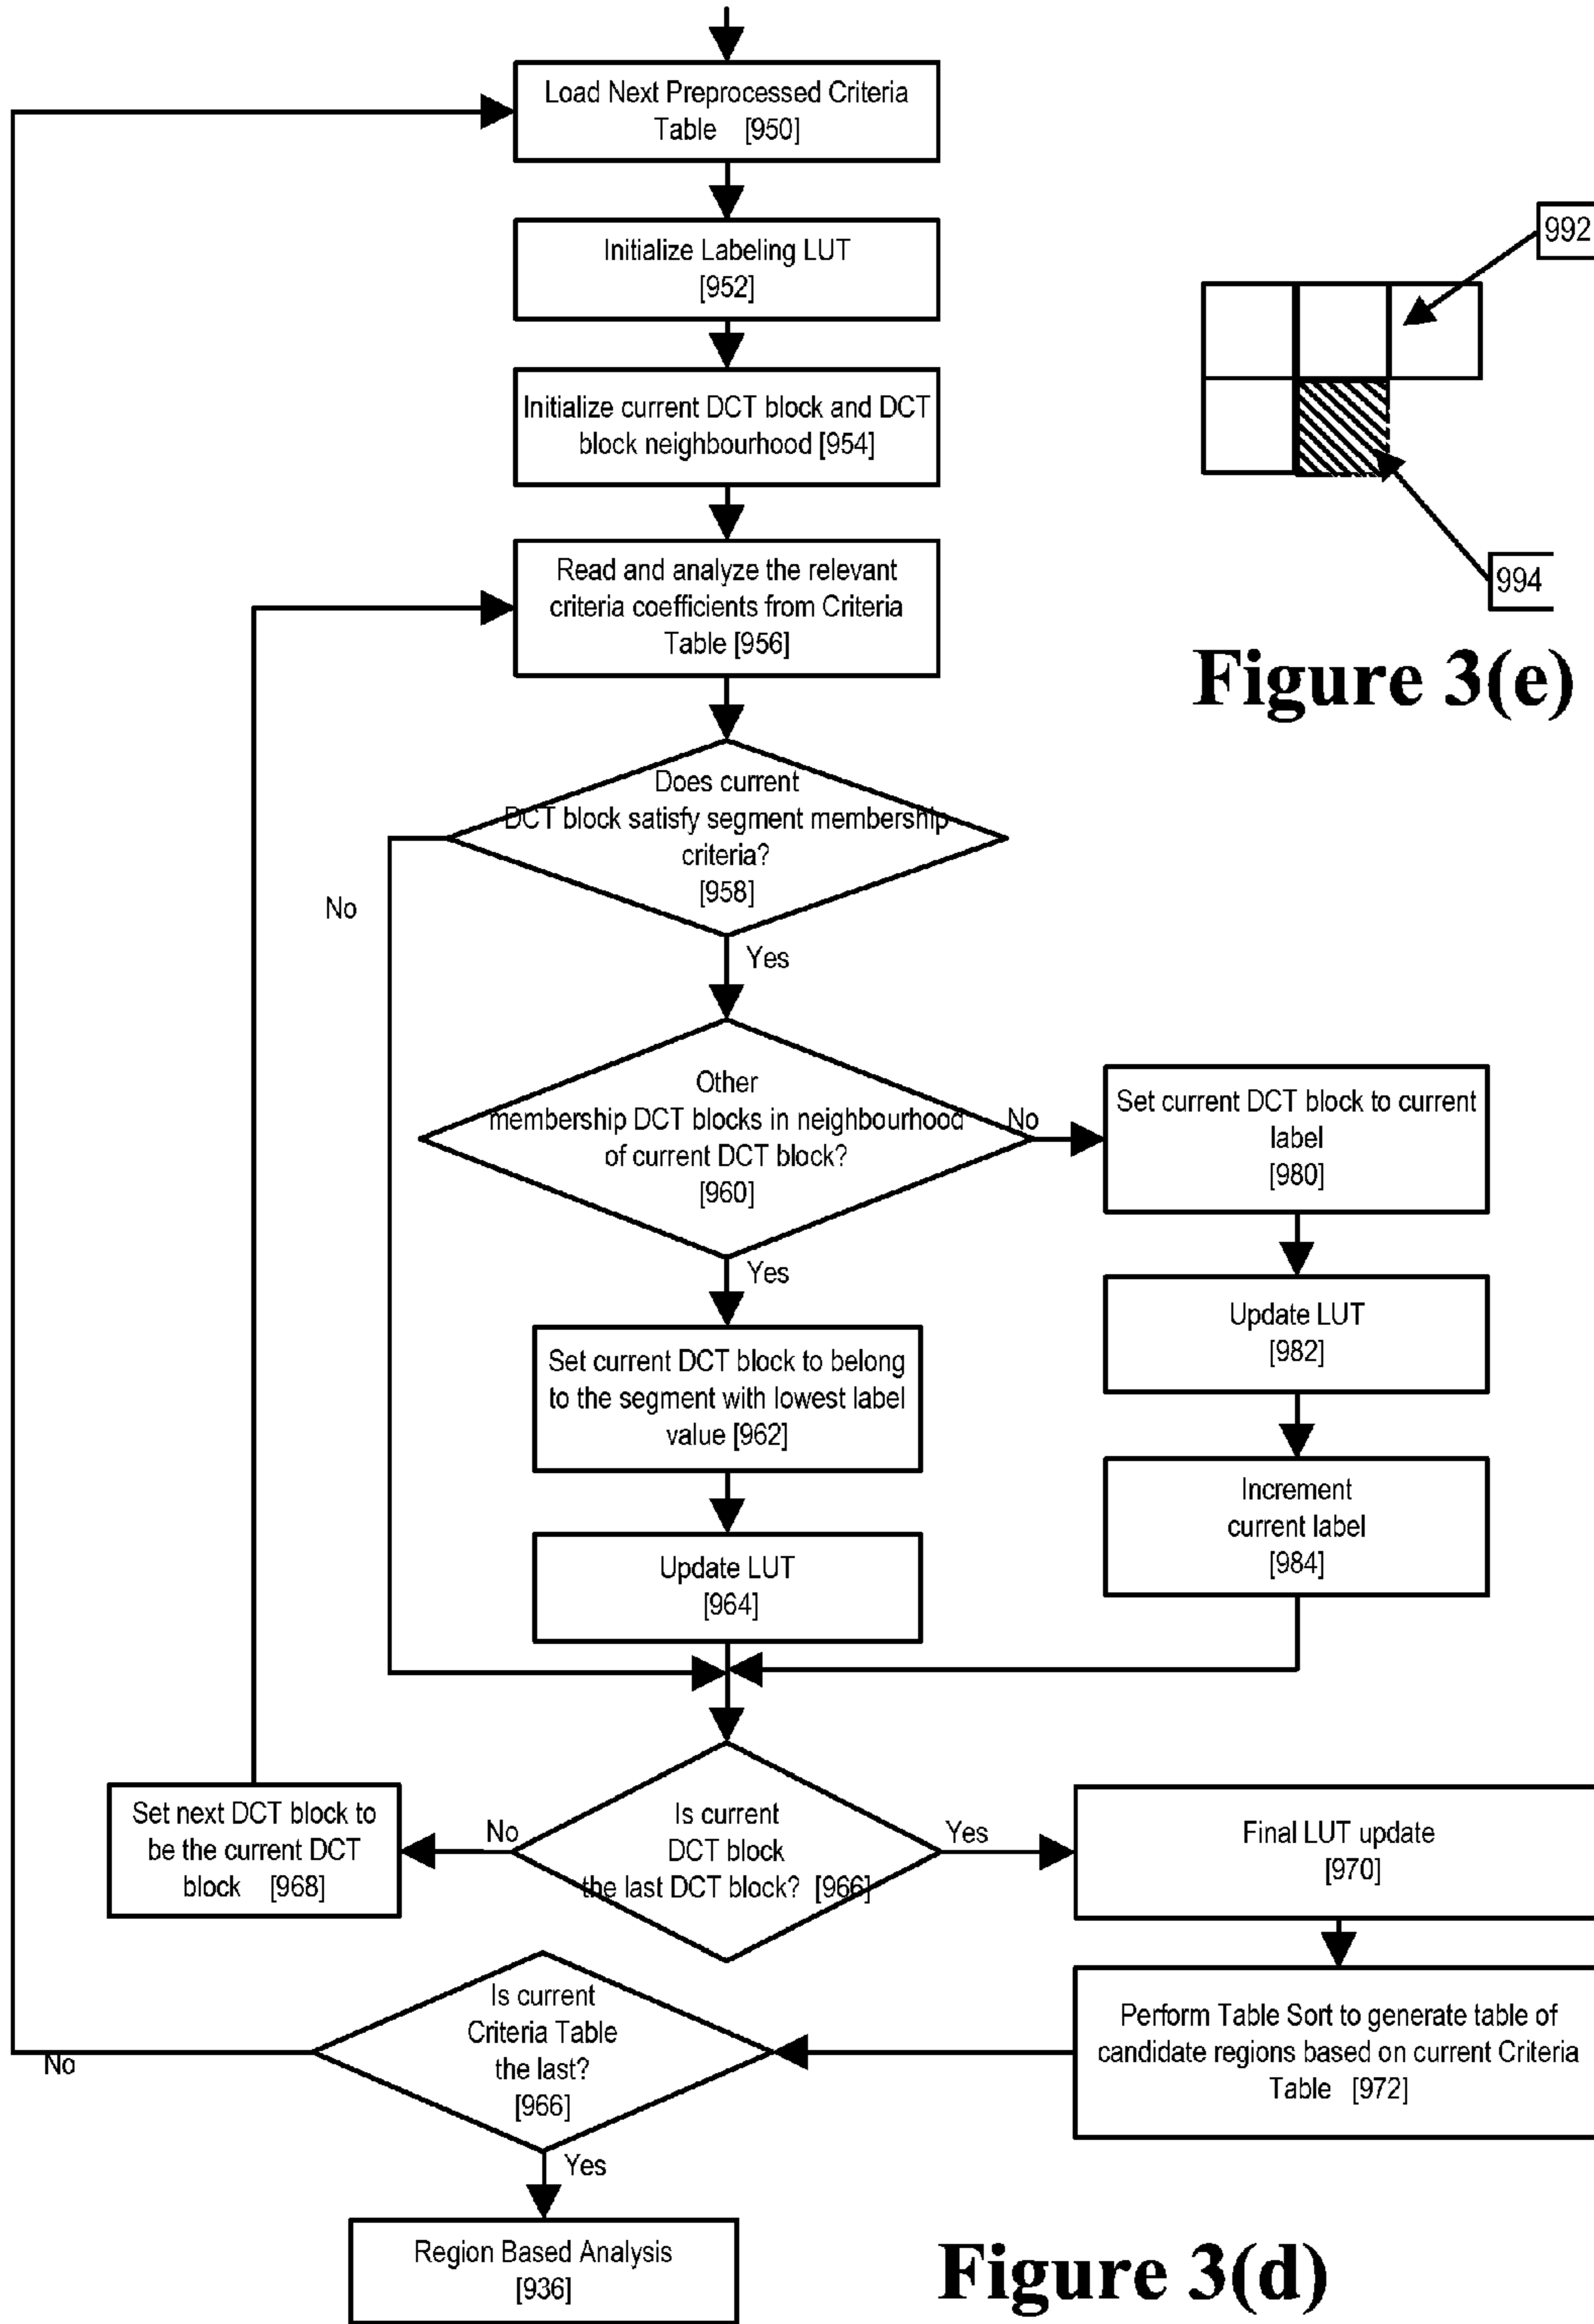 Load Next Preprocessed Criteria
Table [950]
Initialize Labeling LUT
[952]
992
Initialize current DCT block and DCT
block neighbourhood [954]
Read and analyze the relevant
criteria coefficients from Criteria
Table [956]
994
Figure 3(e)
Does current
DCT block satisfy segment membership
criteria?
[958]
No
Yes
Other
membership DCT blocks in neighbourhood
of current DCT block?
[960]
No
Set current DCT block to current
label
[980]
Yes
Update LUT
[982]
Set current DCT block to belong
to the segment with lowest label
value [962]
Increment
current label
[984]
Update LUT
[964]
Set next DCT block to
be the current DCT
block [968]
No
Is current
DCT block
the last DCT block? [966]
Yes
Final LUT update
[970]
Is current
Criteria Table
the last?
[966]
No
Perform Table Sort to generate table of
candidate regions based on current Criteria
Table [972]
Yes
Region Based Analysis
[936]
Figure 3(d)